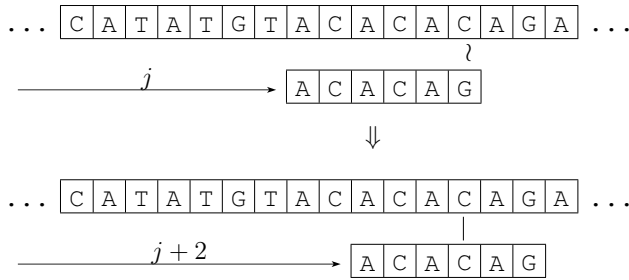 ... C A T A T G T A C A C A C A G A ...
≀
j A C A C A G
⇓
... C A T A T G T A C A C A C A G A ...
|
j + 2 A C A C A G